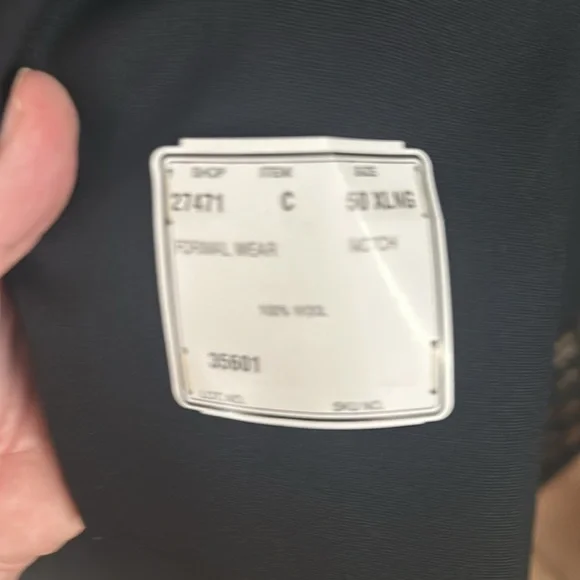 SHOP ITEM SIZE
27471 C 50 XLNG
FORMAL WEAR NOTCH
100% WOOL
35601
LOT NO. SKU NO.